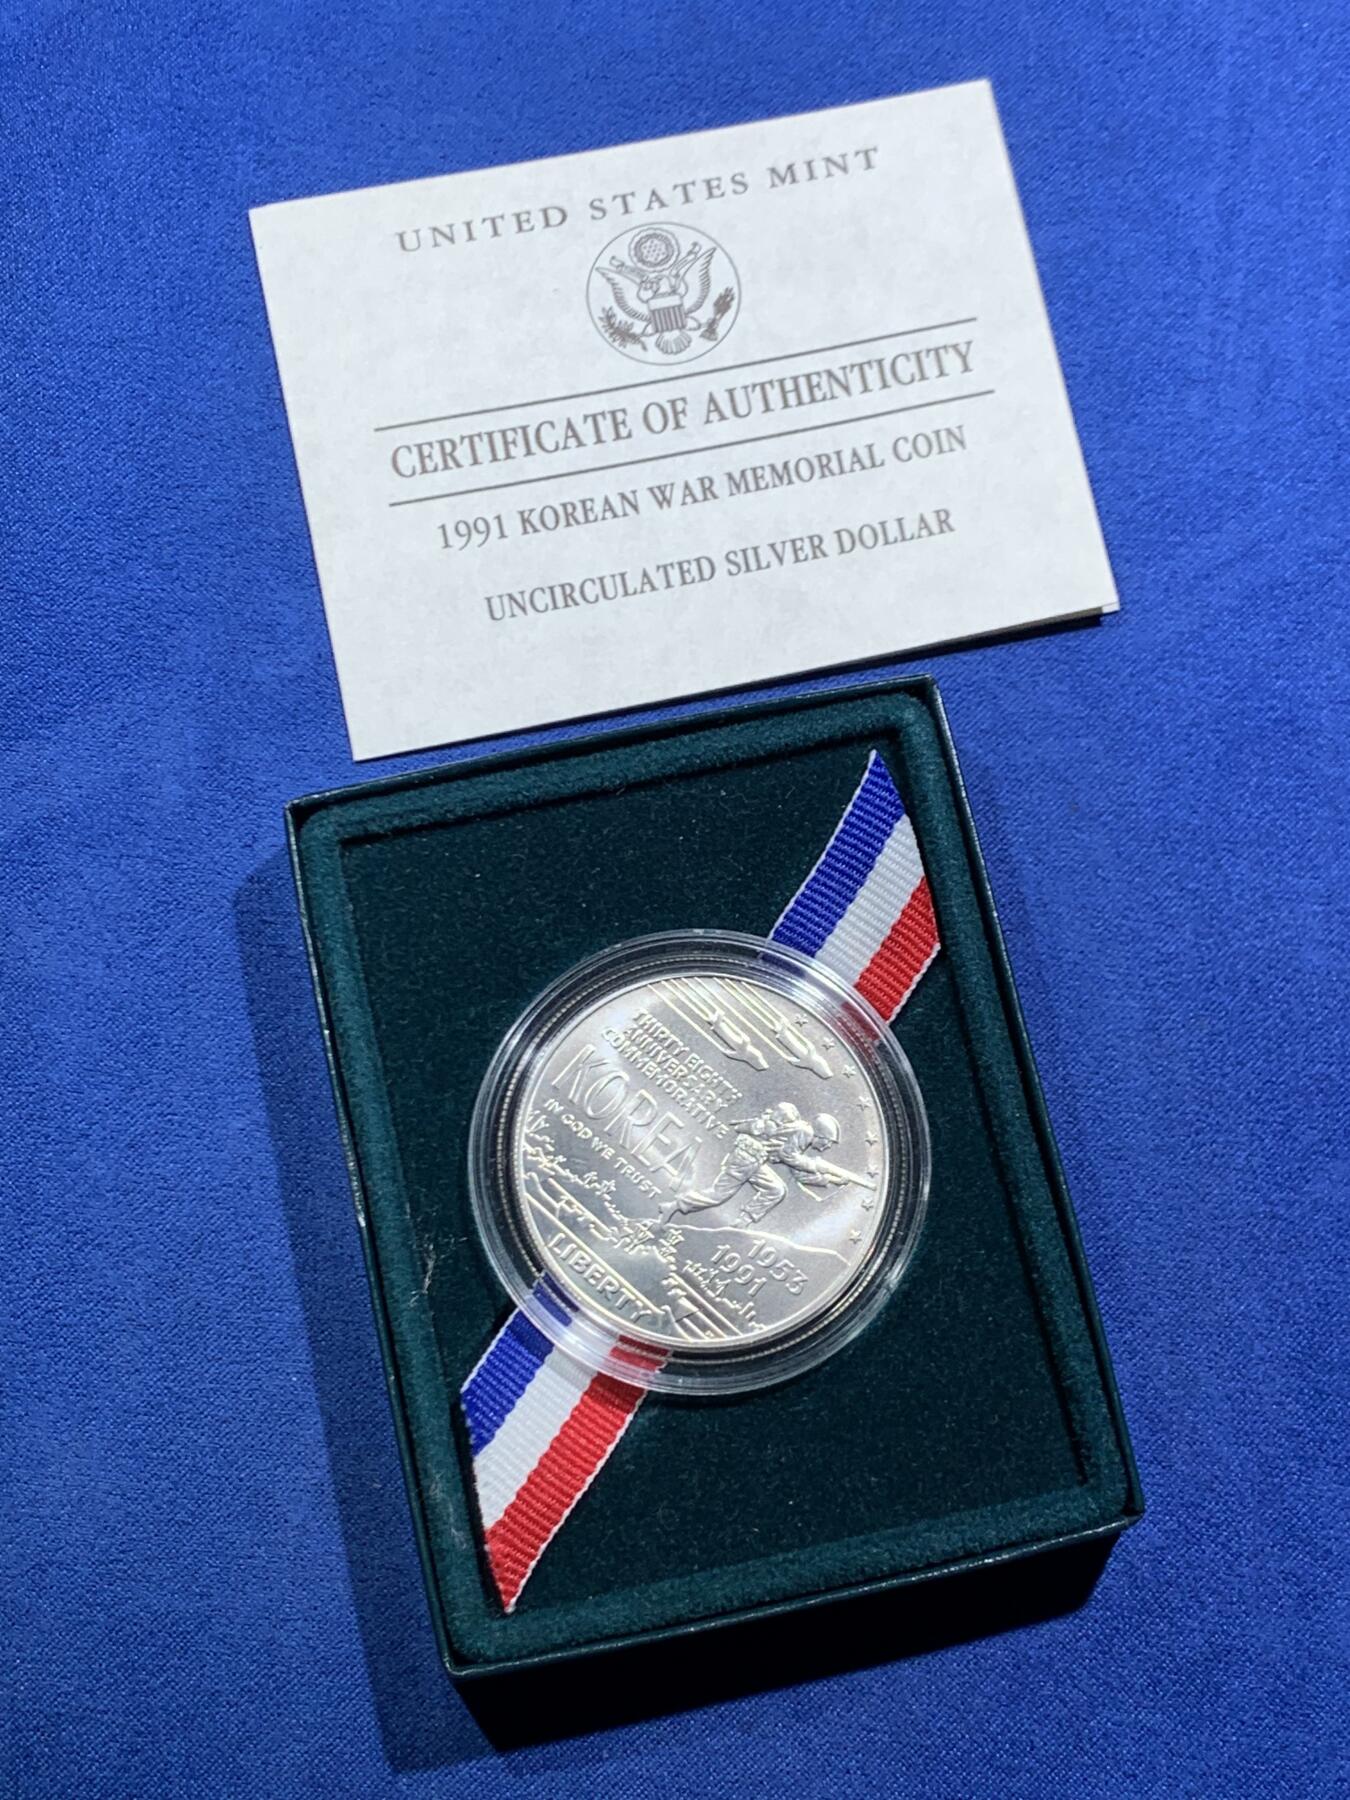 UNITED STATES MINT
CERTIFICATE OF AUTHENTICITY
1991 KOREAN WAR MEMORIAL COIN
UNCIRCULATED SILVER DOLLAR
THIRTY EIGHTH
ANNIVERSARY
COMMEMORATIVE
KOREA
IN GOD WE TRUST
1953
1991
LIBERTY